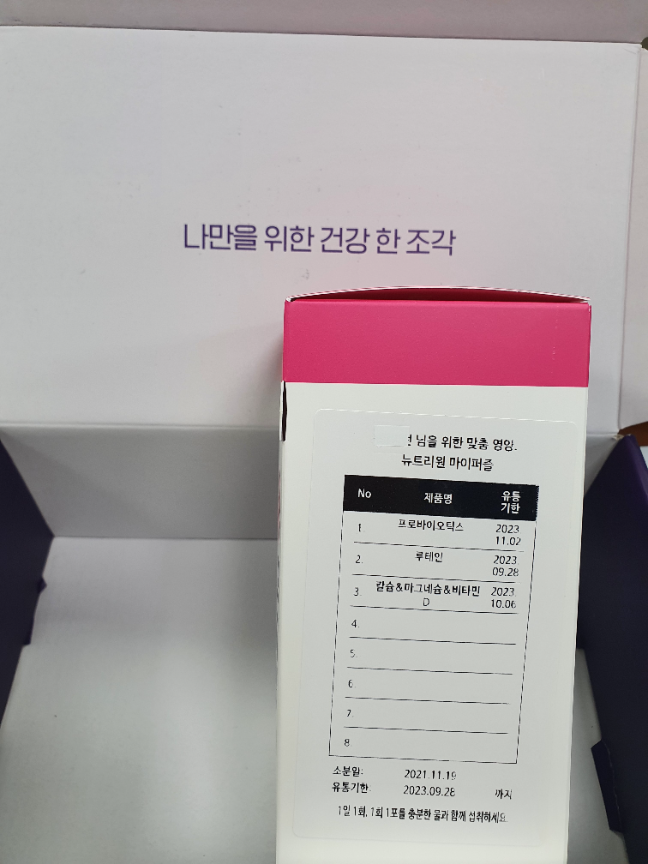 나만을 위한 건강 한 조각
님을 위한 맞춤 영양.
뉴트리원 마이퍼즐
No 제품명 유통
기한
1. 프로바이오틱스 2023.
11.02
2. 루테인 2023.
09.28
3. 칼슘&마그네슘&비타민 2023.
D 10.06
4.
5.
6.
7.
8.
소분일: 2021.11.19
유통기한: 2023.09.28 까지
1일 1회, 1회 1포를 충분한 물과 함께 섭취하세요.